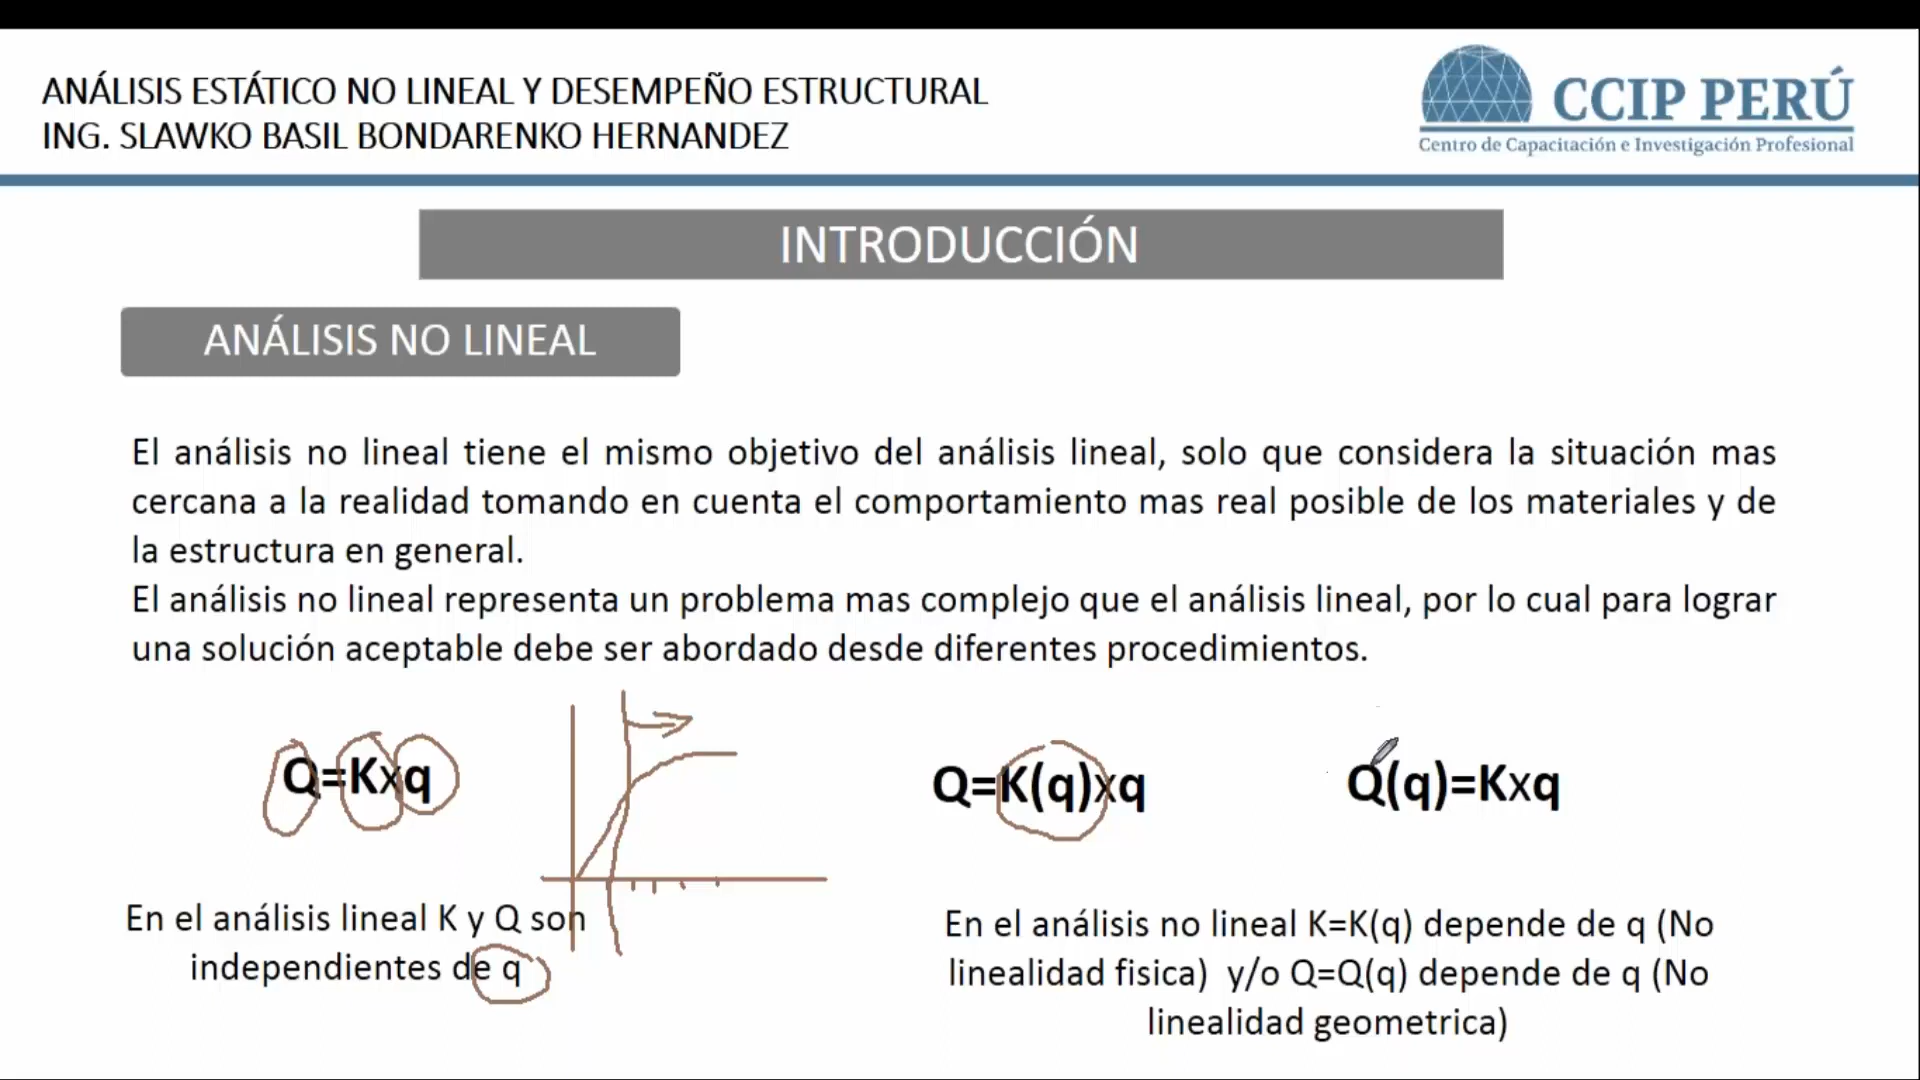 ANÁLISIS ESTÁTICO NO LINEAL Y DESEMPEÑO ESTRUCTURAL
ING. SLAWKO BASIL BONDARENKO HERNANDEZ
CCIP PERÚ
Centro de Capacitación e Investigación Profesional
INTRODUCCIÓN
ANÁLISIS NO LINEAL
El análisis no lineal tiene el mismo objetivo del análisis lineal, solo que considera la situación mas
cercana a la realidad tomando en cuenta el comportamiento mas real posible de los materiales y de
la estructura en general.
El análisis no lineal representa un problema mas complejo que el análisis lineal, por lo cual para lograr
una solución aceptable debe ser abordado desde diferentes procedimientos.
Q=Kxq
En el análisis lineal K y Q son
independientes de q
Q=K(q)xq
Q(q)=Kxq
En el análisis no lineal K=K(q) depende de q (No
linealidad fisica) y/o Q=Q(q) depende de q (No
linealidad geometrica)